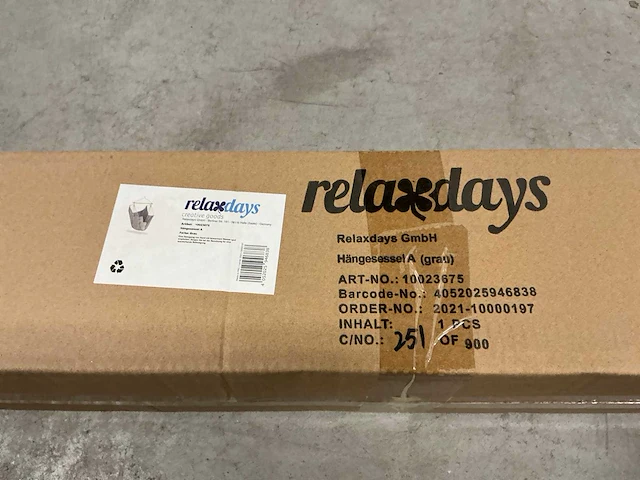 relaxdays
creative goods
Hängesessel A
relaxdays
Relaxdays GmbH
Hängesessel A (grau)
ART-NO.: 10023675
Barcode-No.: 4052025946838
ORDER-NO.: 2021-10000197
INHALT: 1 PCS
C/NO.: 251 OF 900